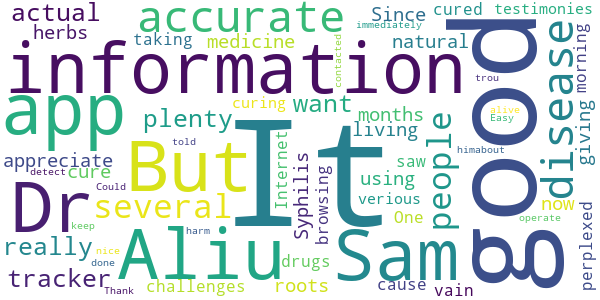 actual
accurate
Since
cured
testimonies
herbs
taking
medicine
natural
immediately
contacted
information
good
disease
morning
app
plenty
curing
want
months
trou
alive
Easy
giving
It
But
Dr
several
Aliu
Sam
people
living
appreciate
cure
told
Internet
Syphilis
browsing
saw
using
verious
One
now
himabout
operate
perplexed
detect
Could
really
keep
harm
drugs
tracker
nice
done
Thank
challenges
roots
cause
vain